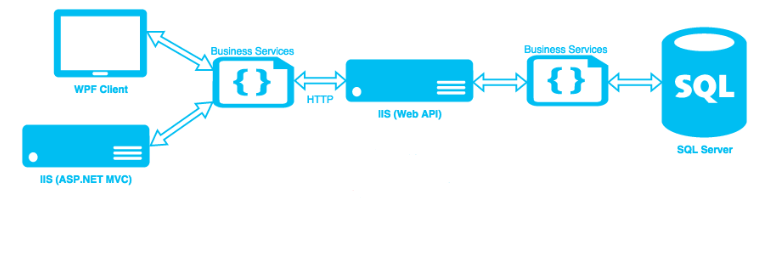 Business Services
{ }
WPF Client
HTTP
IIS (ASP.NET MVC)
IIS (Web API)
Business Services
{ }
SQL
SQL Server